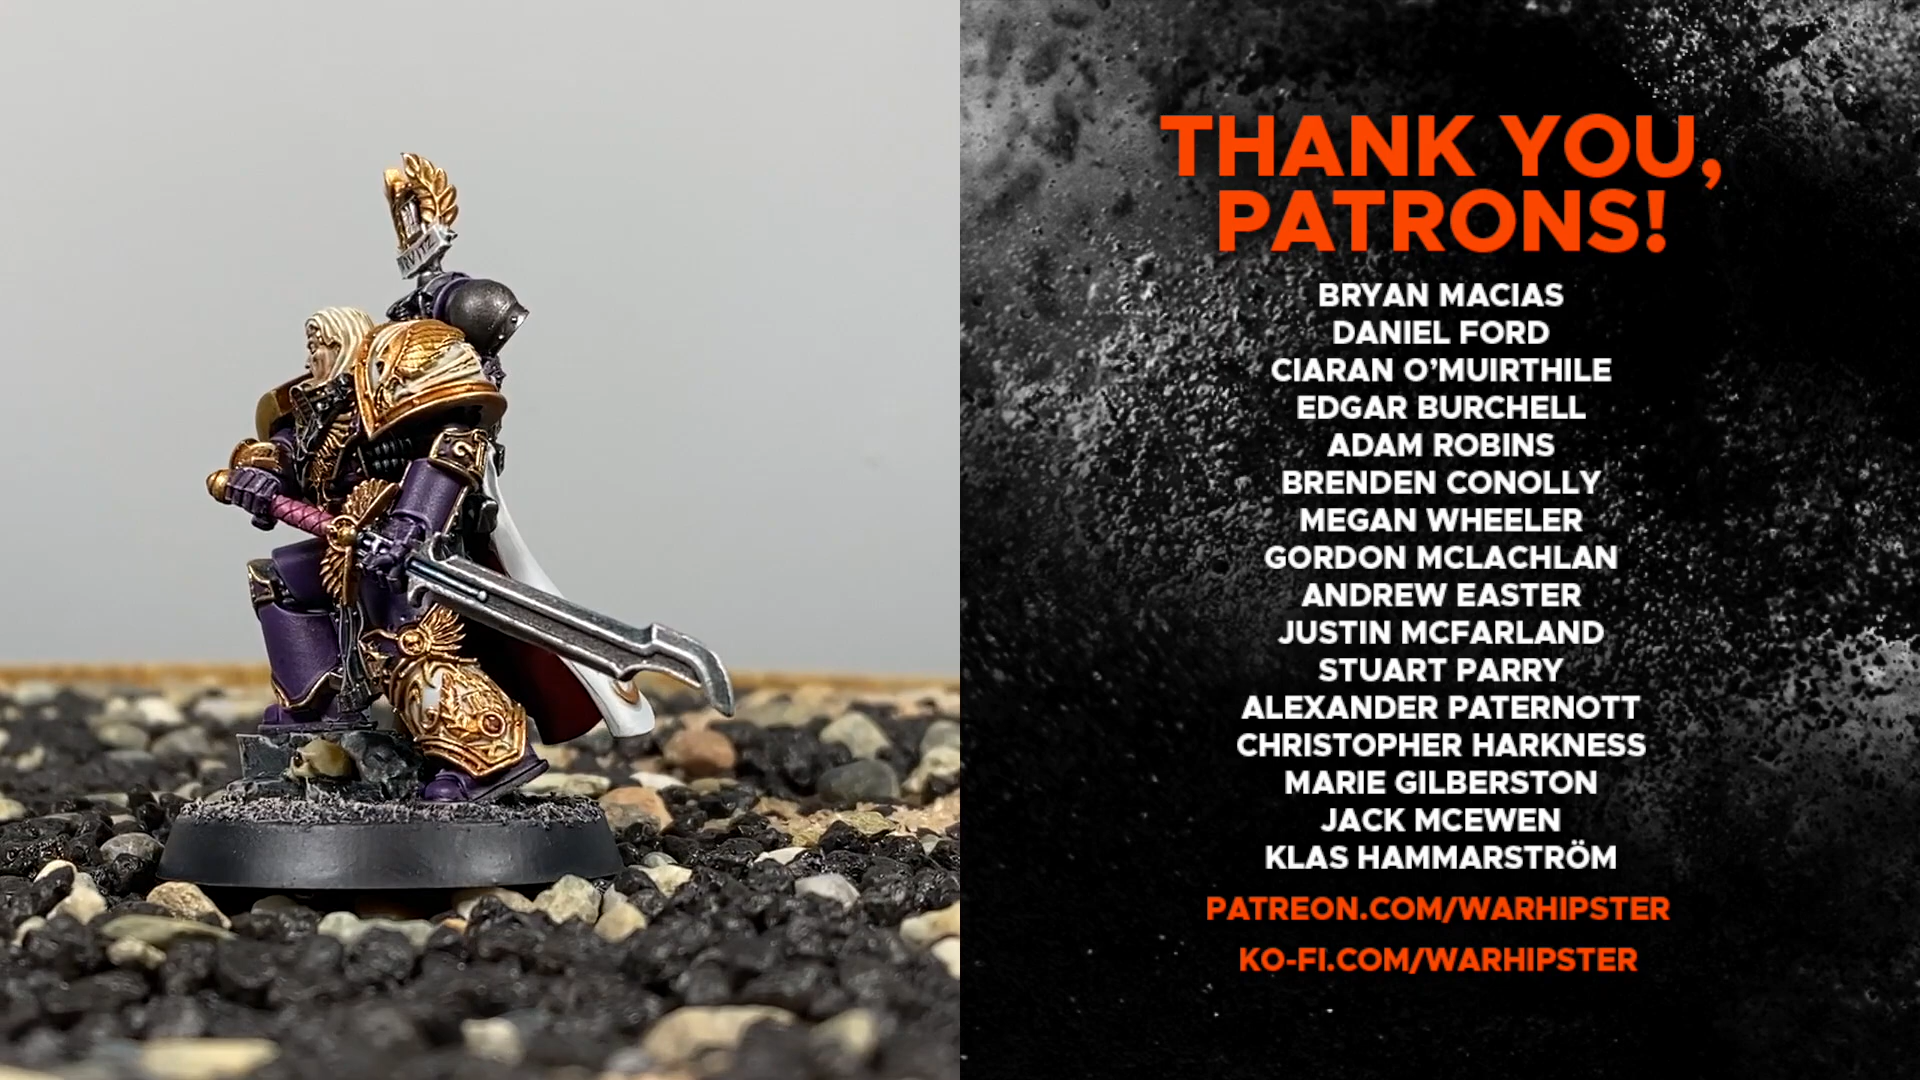 THANK YOU,
PATRONS!
BRYAN MACIAS
DANIEL FORD
CIARAN O’MUIRTHILE
EDGAR BURCHELL
ADAM ROBINS
BRENDEN CONOLLY
MEGAN WHEELER
GORDON MCLACHLAN
ANDREW EASTER
JUSTIN MCFARLAND
STUART PARRY
ALEXANDER PATERNOTT
CHRISTOPHER HARKNESS
MARIE GILBERSTON
JACK MCEWEN
KLAS HAMMARSTRÖM
PATREON.COM/WARHIPSTER
KO-FI.COM/WARHIPSTER